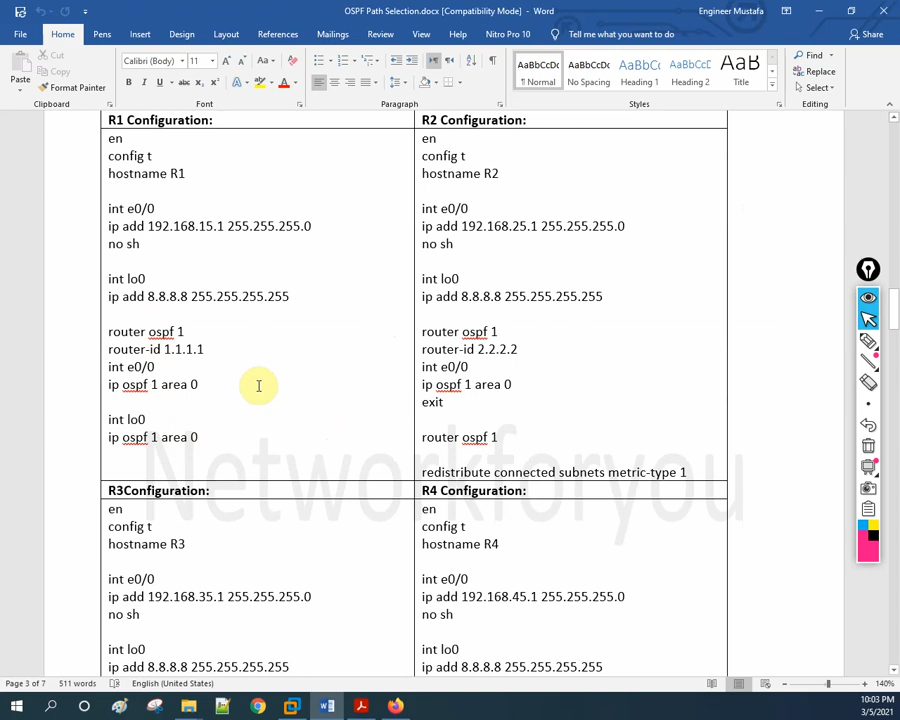 OSPF Path Selection.docx [Compatibility Mode] - Word
Engineer Mustafa
File Home Pens Insert Design Layout References Mailings Review View Help Nitro Pro 10 Tell me what you want to do Share
Paste
Cut
Copy
Format Painter
Clipboard
Calibri (Body) 11
Font
Paragraph
AaBbCcDc AaBbCcDc AaBbCc AaBbCcD AaB
¶ Normal No Spacing Heading 1 Heading 2 Title
Styles
Find
Replace
Select
Editing
R1 Configuration:
en
config t
hostname R1
int e0/0
ip add 192.168.15.1 255.255.255.0
no sh
int lo0
ip add 8.8.8.8 255.255.255.255
router ospf 1
router-id 1.1.1.1
int e0/0
ip ospf 1 area 0
int lo0
ip ospf 1 area 0
R2 Configuration:
en
config t
hostname R2
int e0/0
ip add 192.168.25.1 255.255.255.0
no sh
int lo0
ip add 8.8.8.8 255.255.255.255
router ospf 1
router-id 2.2.2.2
int e0/0
ip ospf 1 area 0
exit
router ospf 1
redistribute connected subnets metric-type 1
Networkforyou
R3Configuration:
en
config t
hostname R3
int e0/0
ip add 192.168.35.1 255.255.255.0
no sh
int lo0
ip add 8.8.8.8 255.255.255.255
R4 Configuration:
en
config t
hostname R4
int e0/0
ip add 192.168.45.1 255.255.255.0
no sh
int lo0
ip add 8.8.8.8 255.255.255.255
Page 3 of 7 511 words English (United States) 140%
10:03 PM
3/5/2021